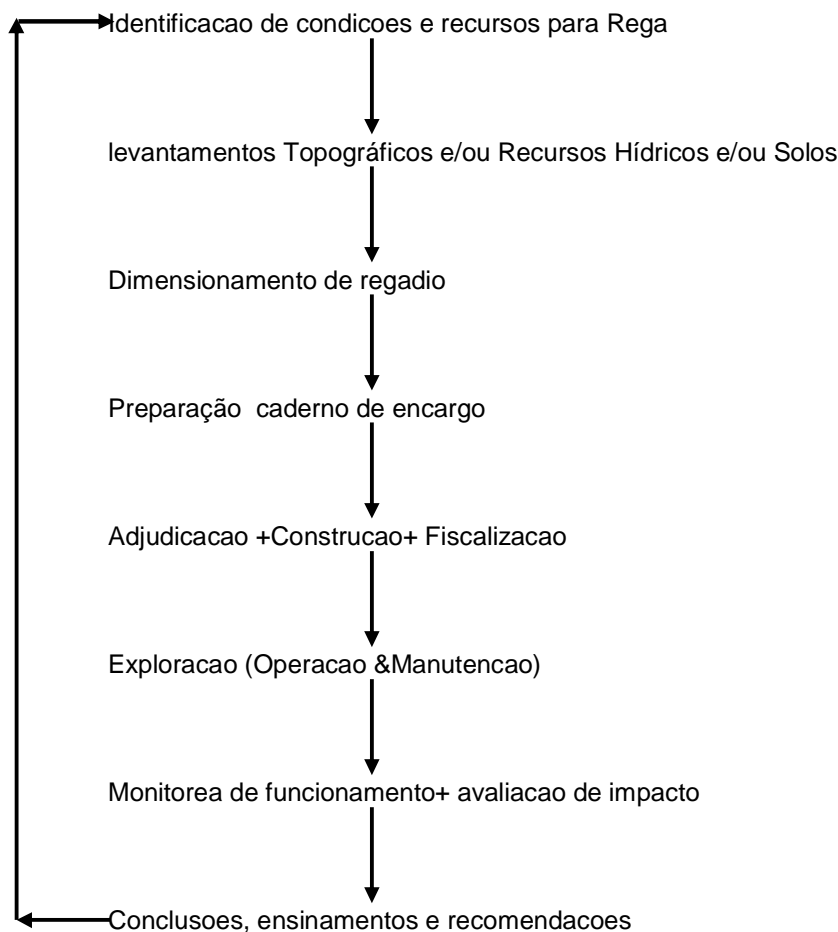 Identificacao de condicoes e recursos para Rega
levantamentos Topográficos e/ou Recursos Hídricos e/ou Solos
Dimensionamento de regadio
Preparação  caderno de encargo
Adjudicacao +Construcao+ Fiscalizacao
Exploracao (Operacao &Manutencao)
Monitorea de funcionamento+ avaliacao de impacto
Conclusoes, ensinamentos e recomendacoes